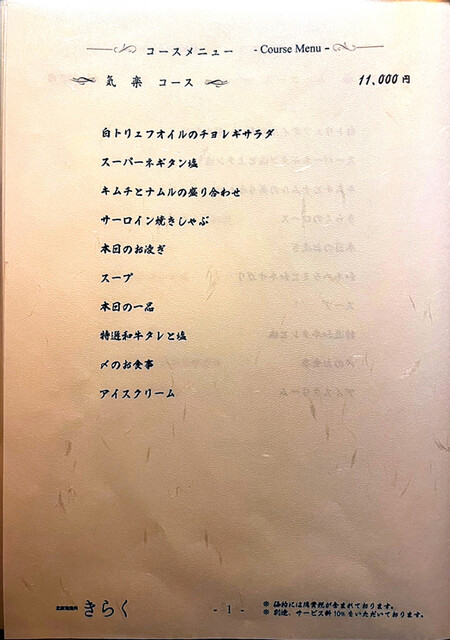 コースメニュー - Course Menu -
気楽 コース 11,000円
白トリュフオイルのチョレギサラダ
スーパーネギタン塩
キムチとナムルの盛り合わせ
サーロイン焼きしゃぶ
本日のお凌ぎ
スープ
本日の一品
特選和牛タレと塩
〆のお食事
アイスクリーム
きらく - 1 -
※ 価格には消費税が含まれております。
※ 別途、サービス料10%をいただいております。